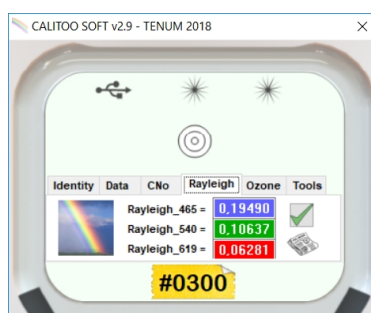 CALITOO SOFT v2.9 - TENUM 2018
Identity Data CNo Rayleigh Ozone Tools
Rayleigh_465 = 0,19490
Rayleigh_540 = 0,10637
Rayleigh_619 = 0,06281
#0300